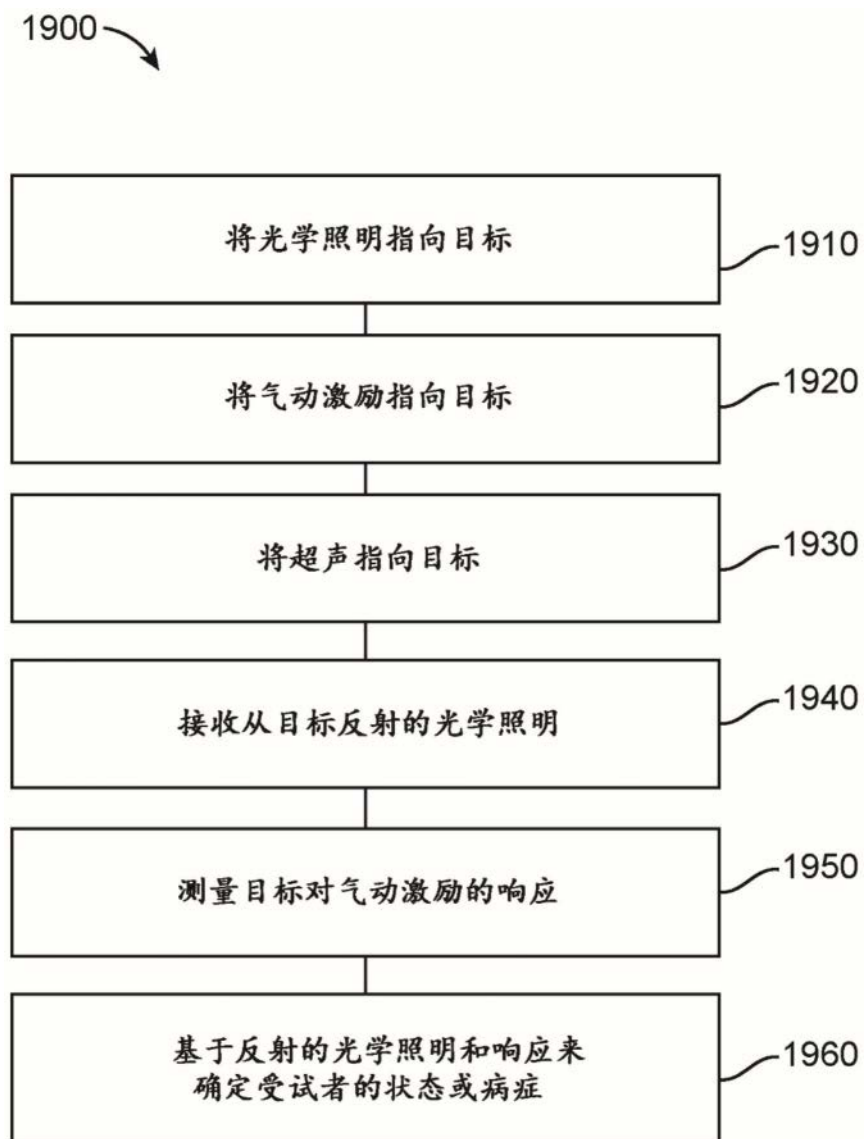 1900
将光学照明指向目标
1910
将气动激励指向目标
1920
将超声指向目标
1930
接收从目标反射的光学照明
1940
测量目标对气动激励的响应
1950
基于反射的光学照明和响应来
确定受试者的状态或病症
1960